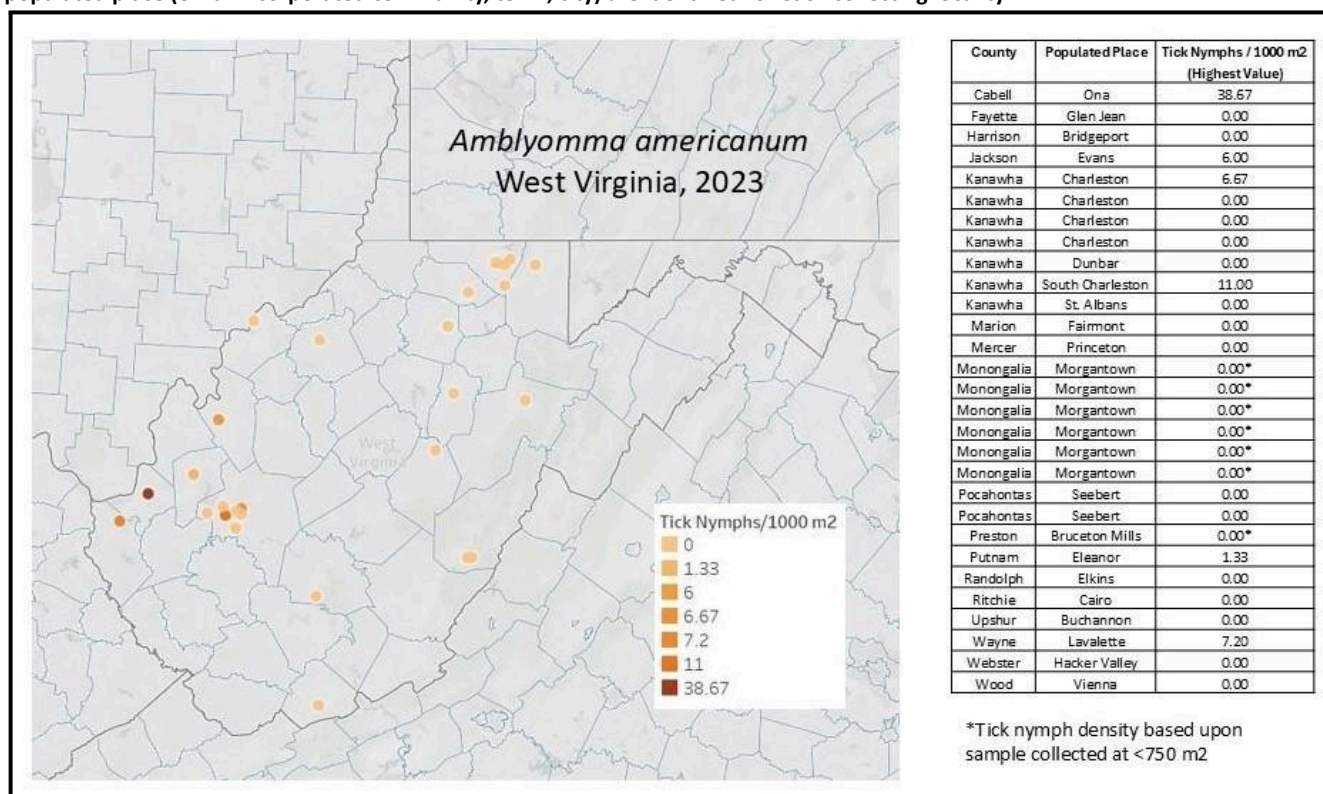 populated place
Amblyomma americanum
West Virginia, 2023
West
Virginia
Tick Nymphs/1000 m2
0
1.33
6
6.67
7.2
11
38.67
County Populated Place Tick Nymphs / 1000 m2
(Highest Value)
Cabell Ona 38.67
Fayette Glen Jean 0.00
Harrison Bridgeport 0.00
Jackson Evans 6.00
Kanawha Charleston 6.67
Kanawha Charleston 0.00
Kanawha Charleston 0.00
Kanawha Charleston 0.00
Kanawha Dunbar 0.00
Kanawha South Charleston 11.00
Kanawha St. Albans 0.00
Marion Fairmont 0.00
Mercer Princeton 0.00
Monongalia Morgantown 0.00*
Monongalia Morgantown 0.00*
Monongalia Morgantown 0.00*
Monongalia Morgantown 0.00*
Monongalia Morgantown 0.00*
Monongalia Morgantown 0.00*
Pocahontas Seebert 0.00
Pocahontas Seebert 0.00
Preston Bruceton Mills 0.00*
Putnam Eleanor 1.33
Randolph Elkins 0.00
Ritchie Cairo 0.00
Upshur Buchannon 0.00
Wayne Lavalette 7.20
Webster Hacker Valley 0.00
Wood Vienna 0.00
*Tick nymph density based upon
sample collected at <750 m2